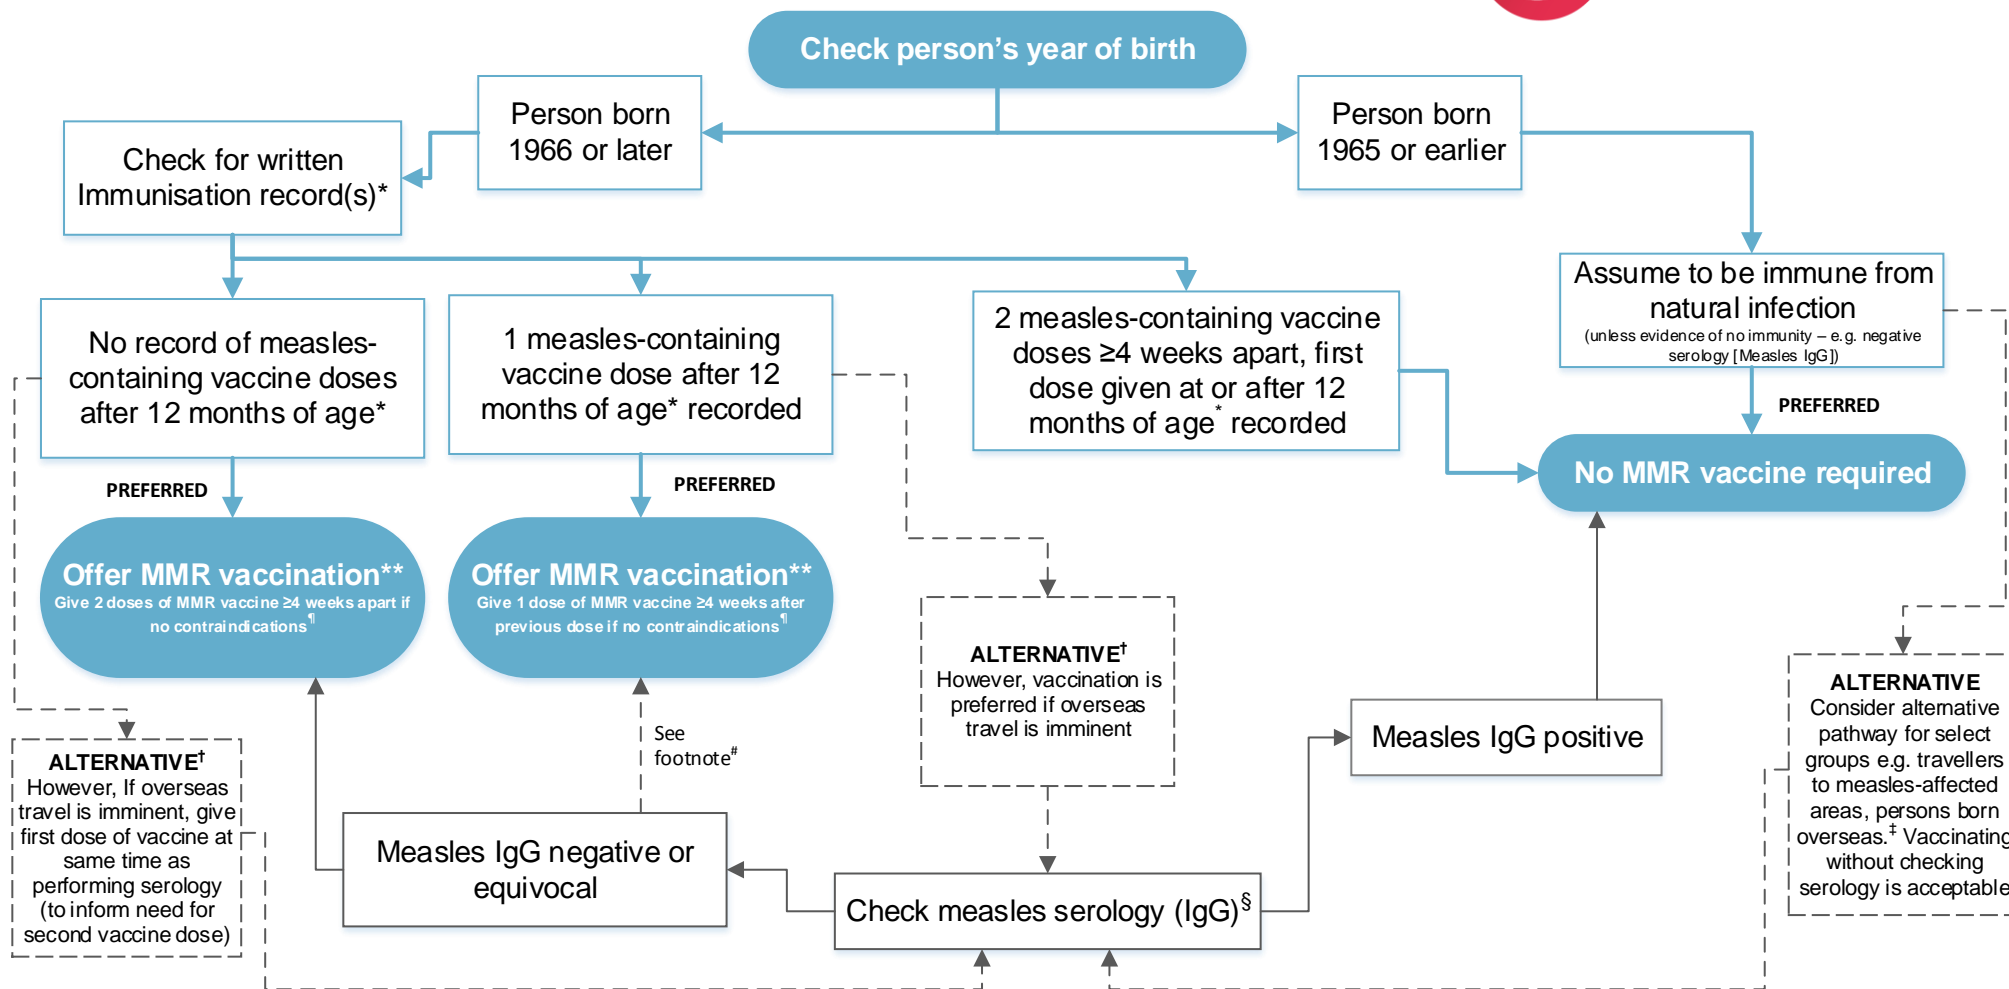 Check person's year of birth
Person born
1966 or later
Person born
1965 or earlier
Check for written
Immunisation record(s)*
No record of measles-
containing vaccine doses
after 12 months of age*
1 measles-containing
vaccine dose after 12
months of age* recorded
2 measles-containing vaccine
doses ≥4 weeks apart, first
dose given at or after 12
months of age* recorded
Assume to be immune from
natural infection
(unless evidence of no immunity – e.g. negative
serology [Measles IgG])
PREFERRED
PREFERRED
PREFERRED
No MMR vaccine required
Offer MMR vaccination**
Give 2 doses of MMR vaccine ≥4 weeks apart if
no contraindications¶
Offer MMR vaccination**
Give 1 dose of MMR vaccine ≥4 weeks after
previous dose if no contraindications¶
ALTERNATIVE†
However, vaccination is
preferred if overseas
travel is imminent
ALTERNATIVE
Consider alternative
pathway for select
groups e.g. travellers
to measles-affected
areas, persons born
overseas.‡ Vaccinating
without checking
serology is acceptable
See
footnote#
Measles IgG positive
ALTERNATIVE†
However, If overseas
travel is imminent, give
first dose of vaccine at
same time as
performing serology
(to inform need for
second vaccine dose)
Measles IgG negative or
equivocal
Check measles serology (IgG)§